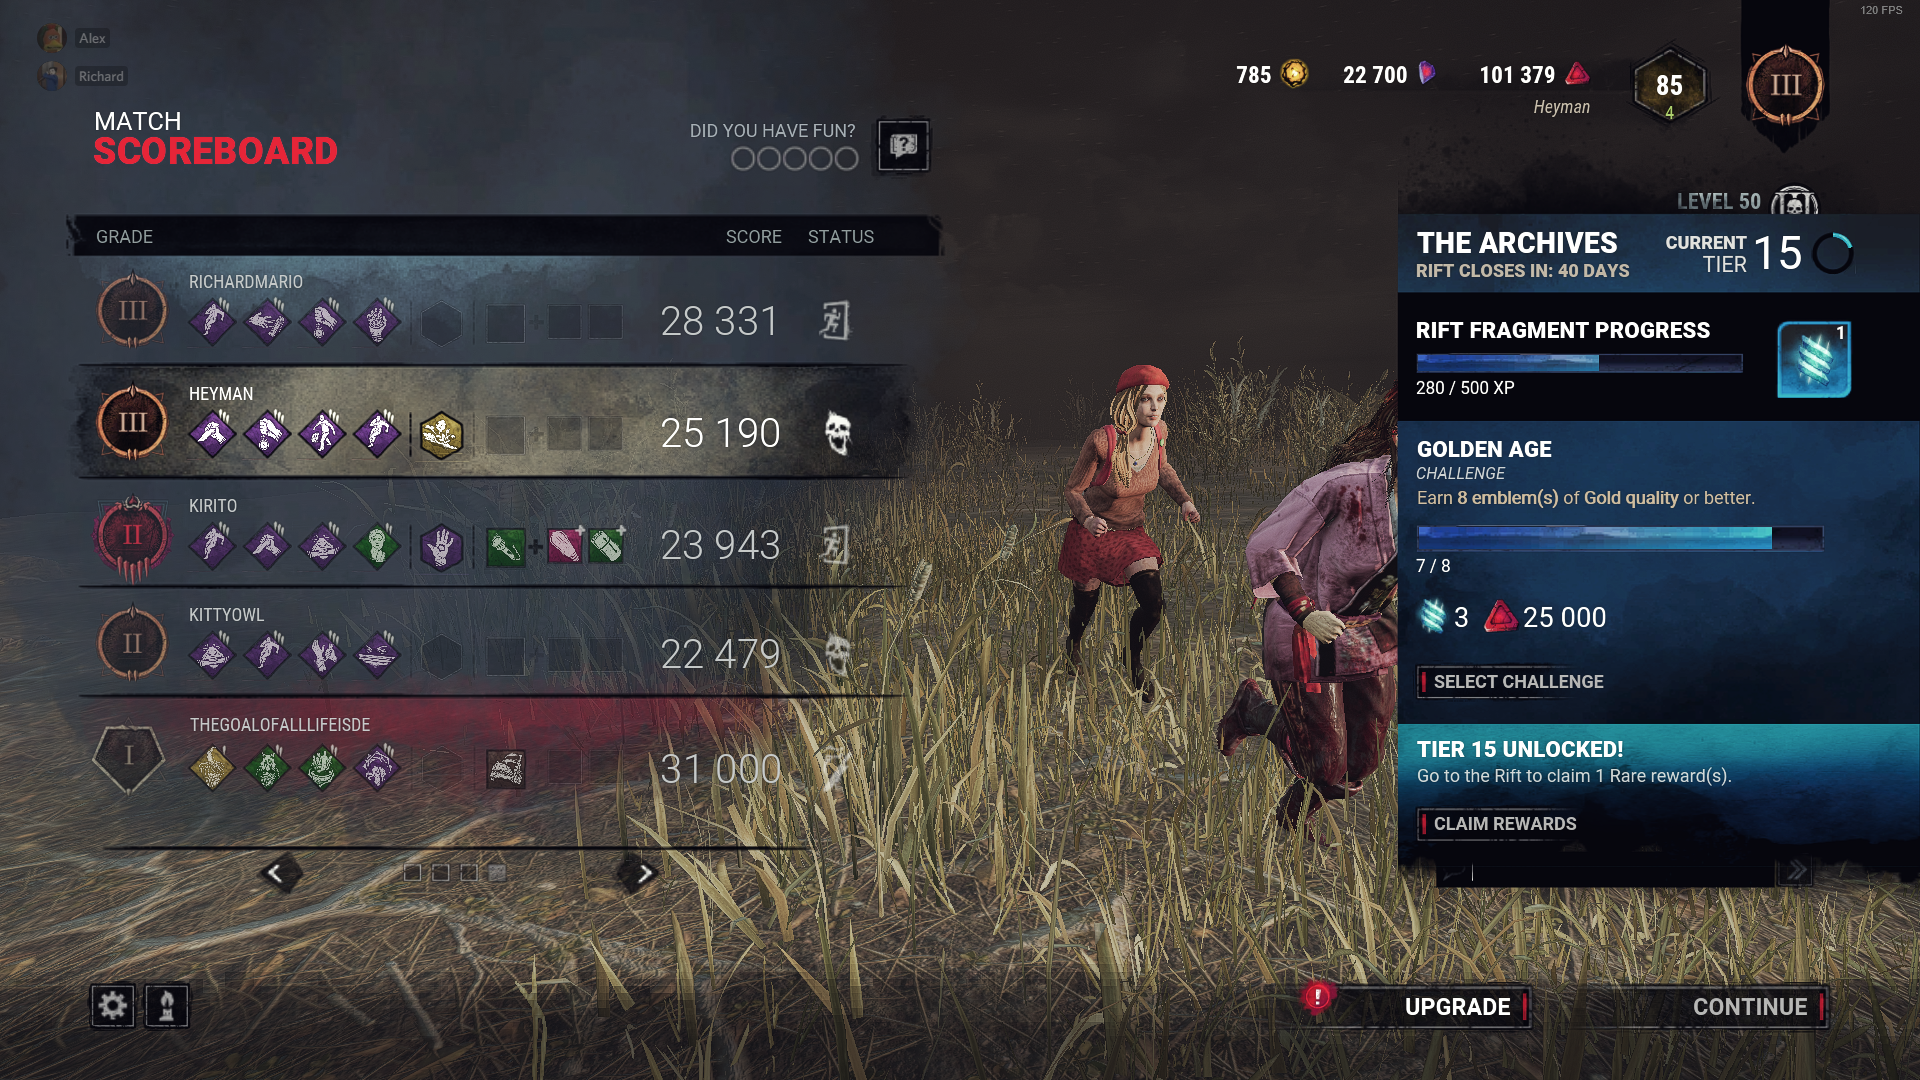 120 FPS
Alex
Richard
785
22 700
101 379
Heyman
85
4
III
MATCH
SCOREBOARD
DID YOU HAVE FUN?
?
LEVEL 50
GRADE SCORE STATUS
III RICHARDMARIO 28 331
III HEYMAN 25 190
II KIRITO 23 943
II KITTYOWL 22 479
I THEGOALOFALLLIFEISDE 31 000
THE ARCHIVES
RIFT CLOSES IN: 40 DAYS
CURRENT
TIER 15
RIFT FRAGMENT PROGRESS
1
280 / 500 XP
GOLDEN AGE
CHALLENGE
Earn 8 emblem(s) of Gold quality or better.
7 / 8
3 25 000
SELECT CHALLENGE
TIER 15 UNLOCKED!
Go to the Rift to claim 1 Rare reward(s).
CLAIM REWARDS
!
UPGRADE
CONTINUE